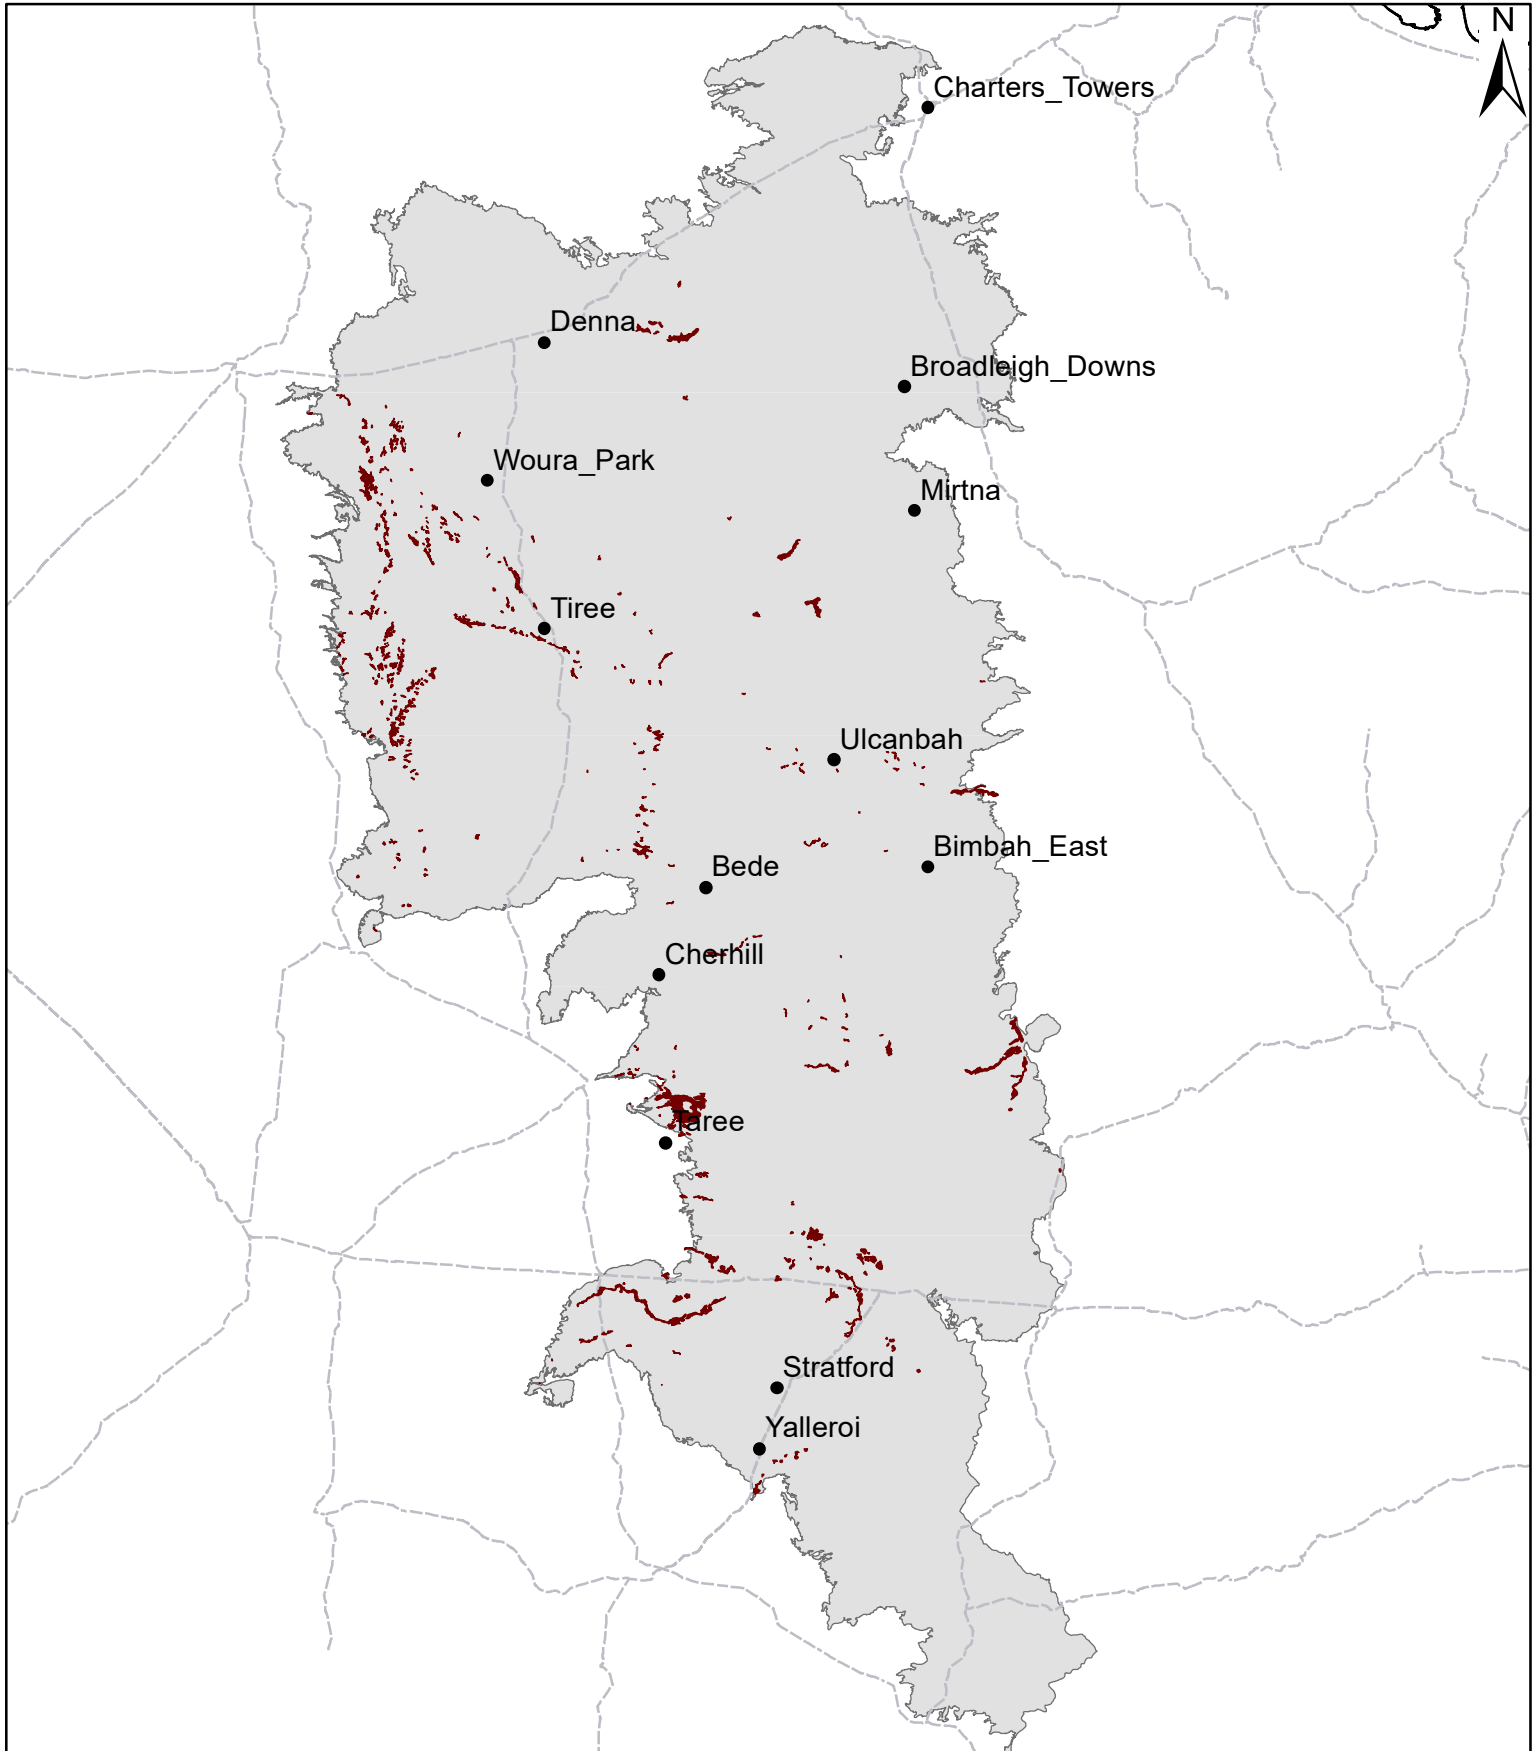 N
Charters_Towers
Denna
Broadleigh_Downs
Woura_Park
Mirtna
Tiree
Ulcanbah
Bimbah_East
Bede
Cherhill
Taree
Stratford
Yalleroi